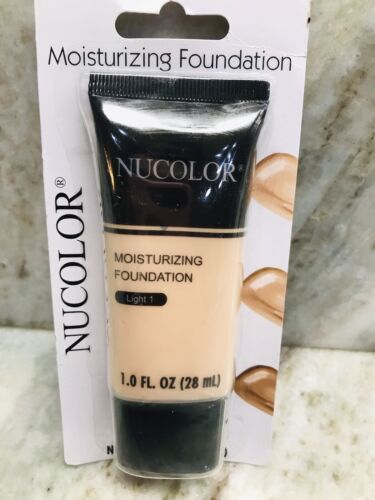 Moisturizing Foundation
NUCOLOR®
NUCOLOR®
MOISTURIZING
FOUNDATION
Light 1
1.0 FL. OZ (28 mL)